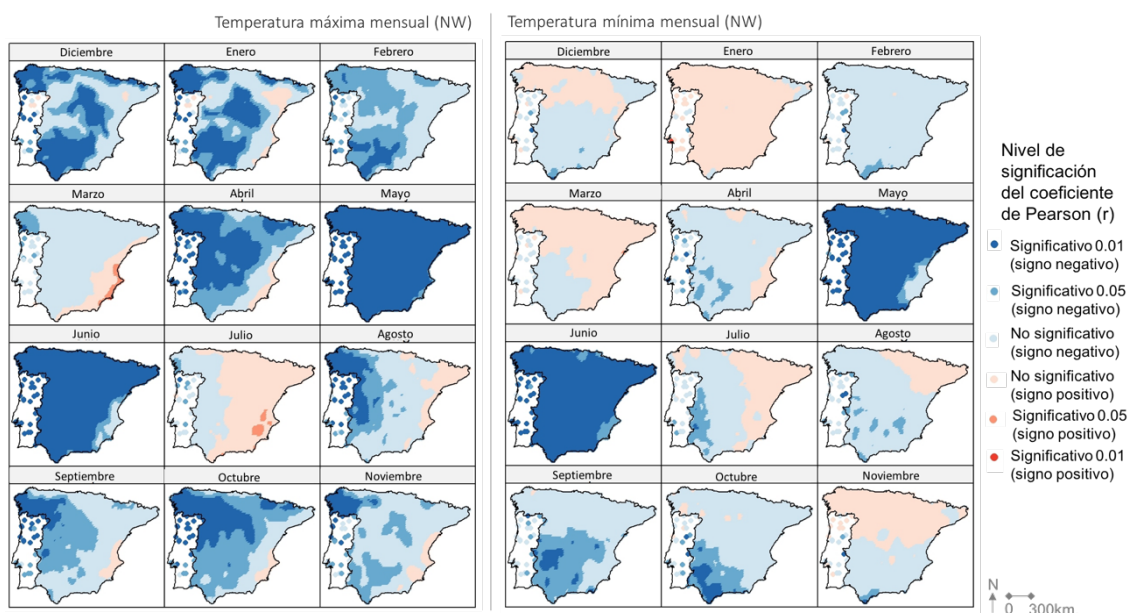 Temperatura máxima mensual (NW)
Diciembre Enero Febrero
Marzo Abril Mayo
Junio Julio Agosto
Septiembre Octubre Noviembre
Temperatura mínima mensual (NW)
Diciembre Enero Febrero
Marzo Abril Mayo
Junio Julio Agosto
Septiembre Octubre Noviembre
Nivel de
significación
del coeficiente
de Pearson (r)
Significativo 0.01
(signo negativo)
Significativo 0.05
(signo negativo)
No significativo
(signo negativo)
No significativo
(signo positivo)
Significativo 0.05
(signo positivo)
Significativo 0.01
(signo positivo)
N
0 300km